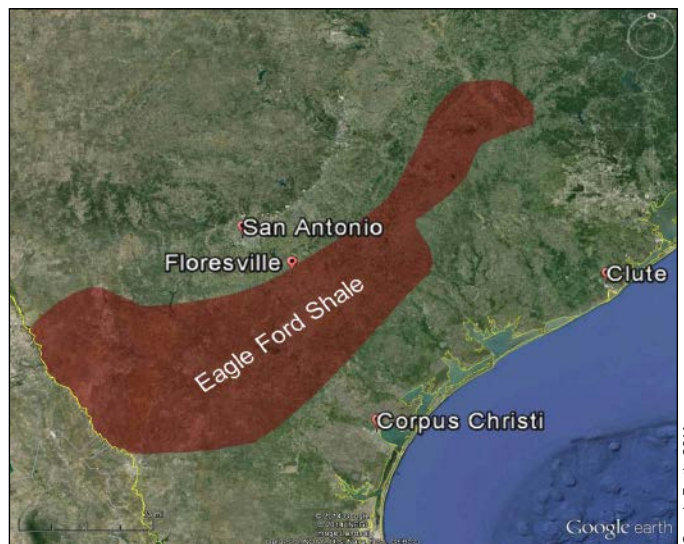 San Antonio
Floresville
Clute
Eagle Ford Shale
Corpus Christi
Google earth